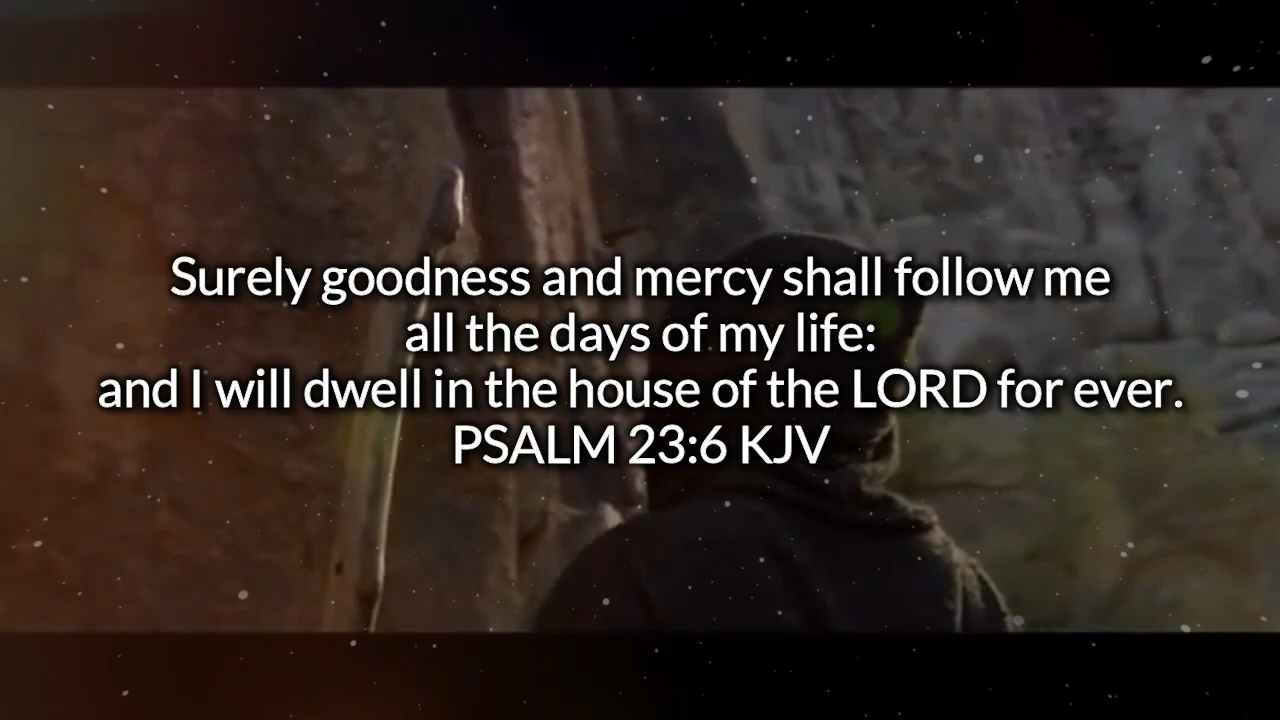 Surely goodness and mercy shall follow me
all the days of my life:
and I will dwell in the house of the LORD for ever.
PSALM 23:6 KJV